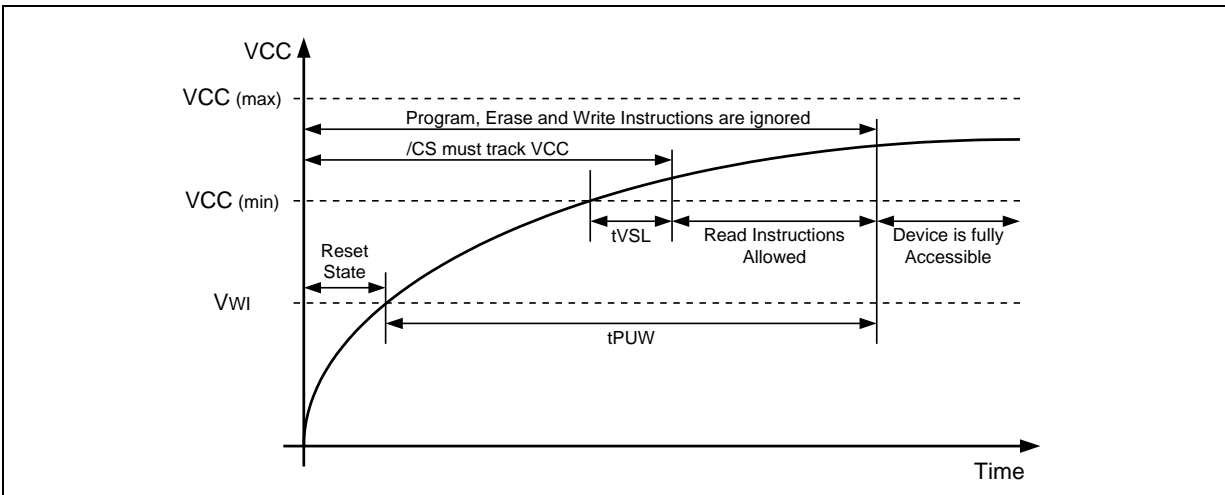 VCC
VCC (max)
Program, Erase and Write Instructions are ignored
/CS must track VCC
VCC (min)
tVSL
Read Instructions
Allowed
Device is fully
Accessible
Reset
State
VWI
tPUW
Time